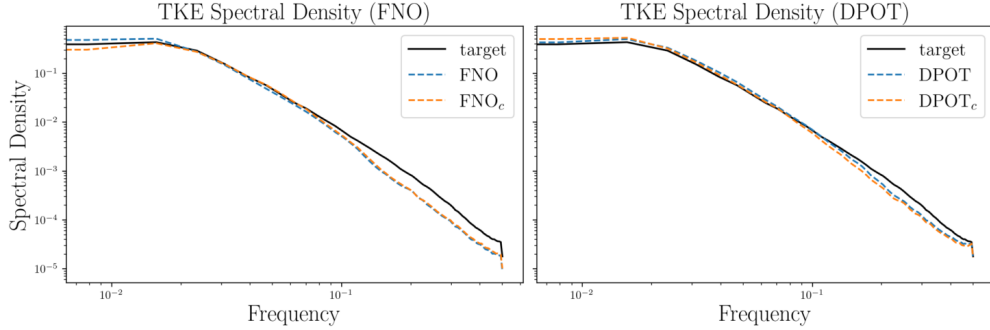 TKE Spectral Density (FNO)
Spectral Density
10⁻¹
10⁻²
10⁻³
10⁻⁴
10⁻⁵
target
FNO
FNO_c
10⁻²
10⁻¹
Frequency
TKE Spectral Density (DPOT)
target
DPOT
DPOT_c
10⁻²
10⁻¹
Frequency